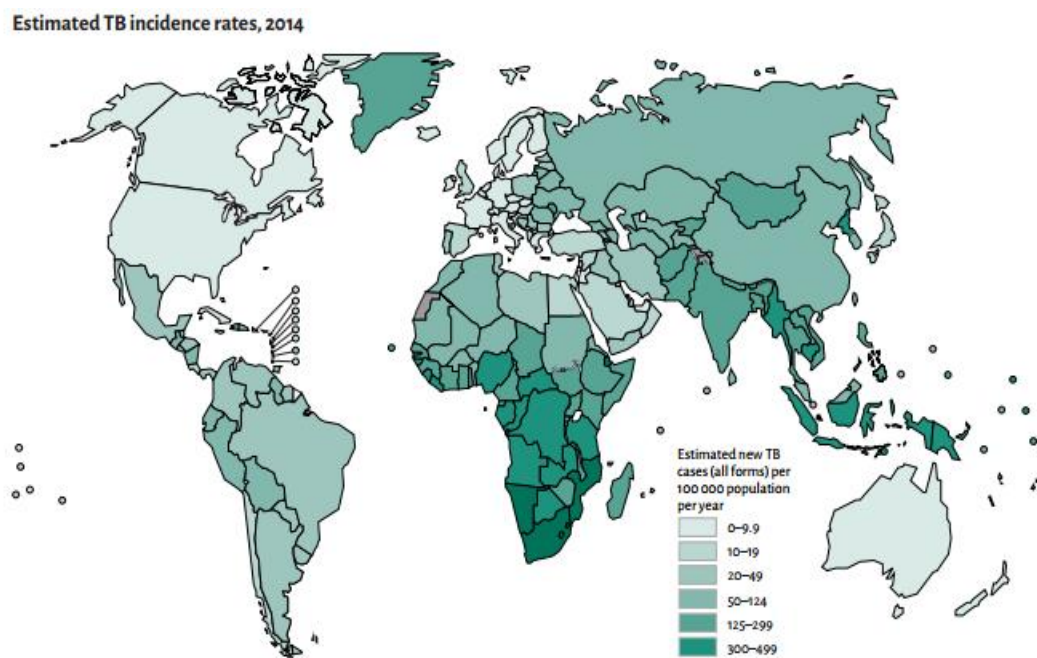 Estimated TB incidence rates, 2014
Estimated new TB
cases (all forms) per
100 000 population
per year
0–9.9
10–19
20–49
50–124
125–299
300–499